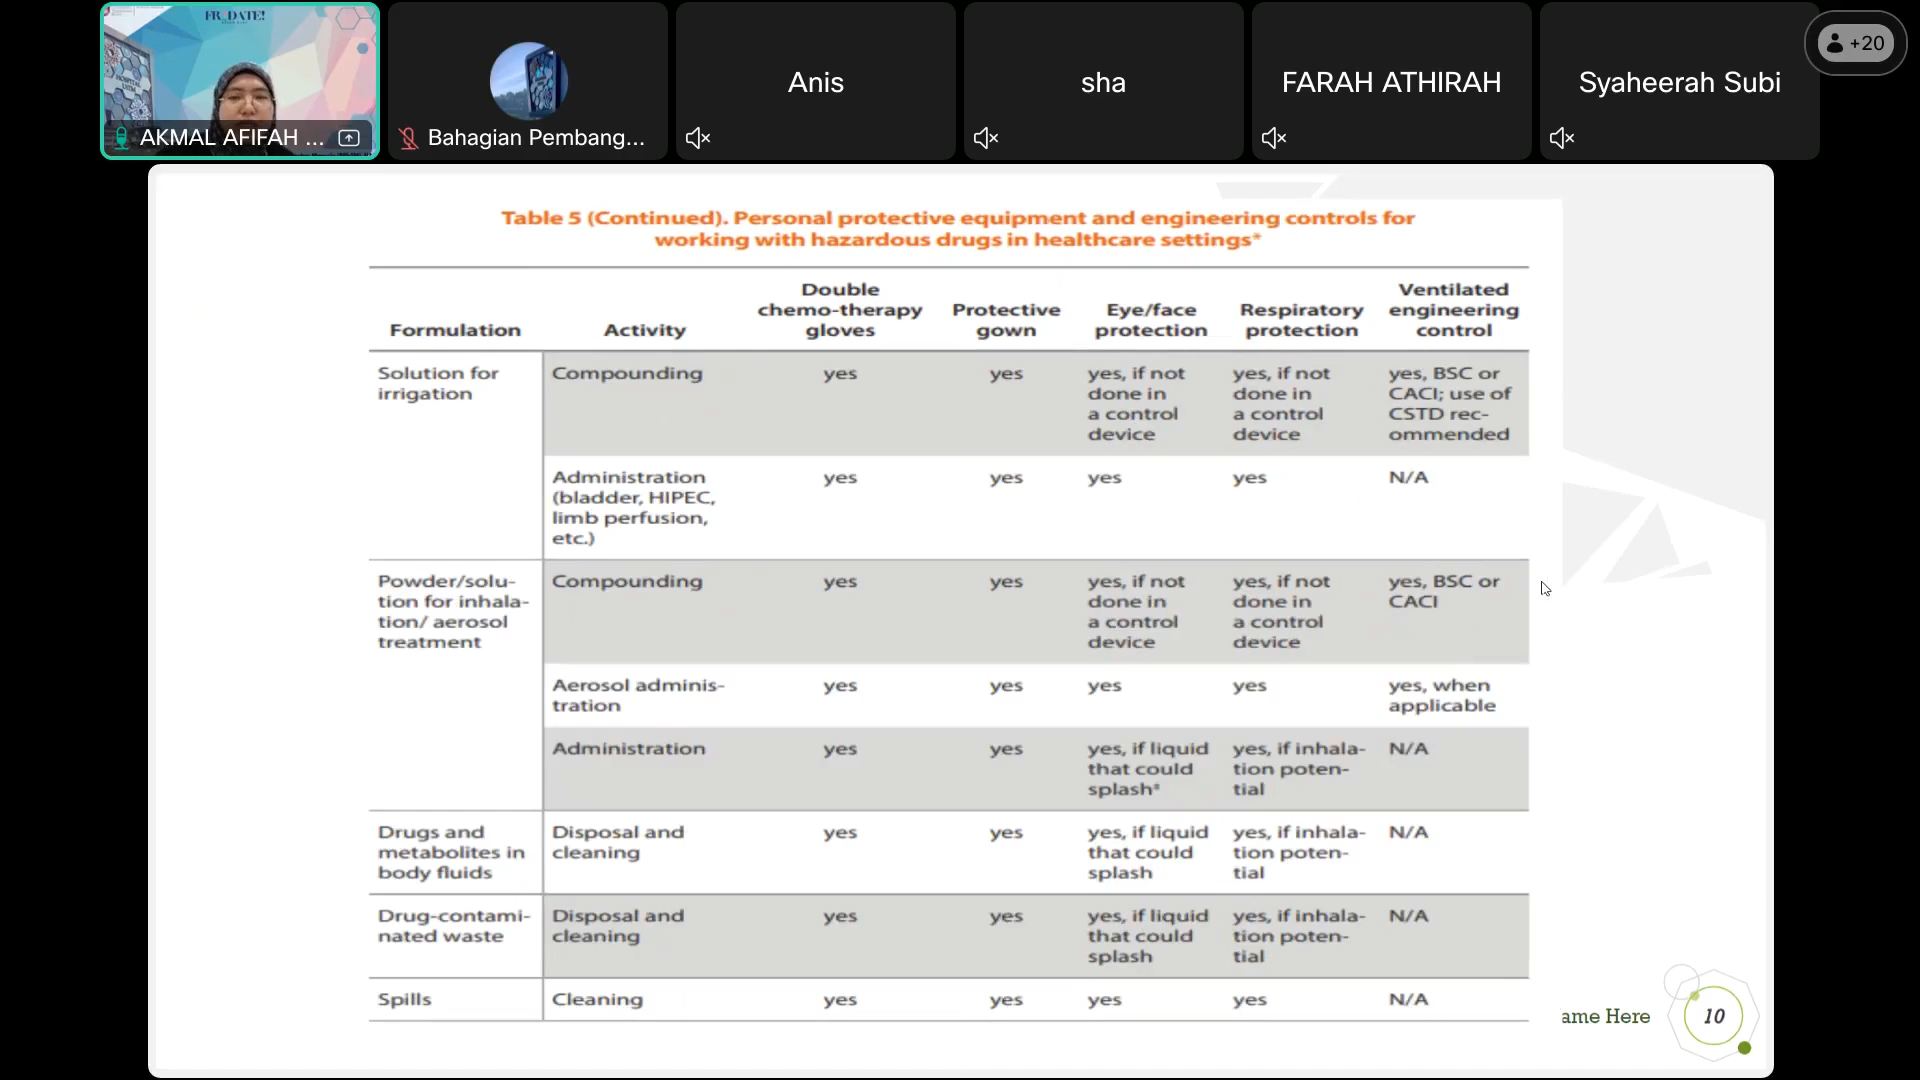 FR_DATE!
HOSPITAL
UITM
AKMAL AFIFAH ...
Bahagian Pembang...
Anis
sha
FARAH ATHIRAH
Syaheerah Subi
+20
Table 5 (Continued). Personal protective equipment and engineering controls for
working with hazardous drugs in healthcare settings*
Formulation
Activity
Double
chemo-therapy
gloves
Protective
gown
Eye/face
protection
Respiratory
protection
Ventilated
engineering
control
Solution for
irrigation
Compounding
yes
yes
yes, if not
done in
a control
device
yes, if not
done in
a control
device
yes, BSC or
CACI; use of
CSTD rec-
ommended
Administration
(bladder, HIPEC,
limb perfusion,
etc.)
yes
yes
yes
yes
N/A
Powder/solu-
tion for inhala-
tion/ aerosol
treatment
Compounding
yes
yes
yes, if not
done in
a control
device
yes, if not
done in
a control
device
yes, BSC or
CACI
Aerosol adminis-
tration
yes
yes
yes
yes
yes, when
applicable
Administration
yes
yes
yes, if liquid
that could
splash‡
yes, if inhala-
tion poten-
tial
N/A
Drugs and
metabolites in
body fluids
Disposal and
cleaning
yes
yes
yes, if liquid
that could
splash
yes, if inhala-
tion poten-
tial
N/A
Drug-contami-
nated waste
Disposal and
cleaning
yes
yes
yes, if liquid
that could
splash
yes, if inhala-
tion poten-
tial
N/A
Spills
Cleaning
yes
yes
yes
yes
N/A
ame Here
10